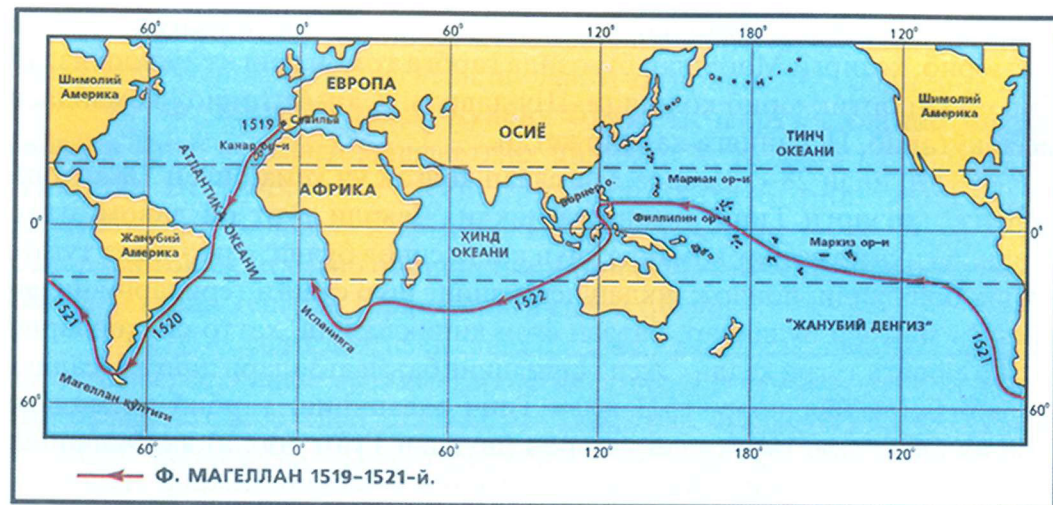 60°
0°
60°
120°
180°
120°
Шимолий
Америка
ЕВРОПА
1519
Севилья
Канар ор-и
АТЛАНТИКА ОКЕАНИ
АФРИКА
ОСИЁ
ТИНЧ
ОКЕАНИ
Шимолий
Америка
Мариан ор-и
Борнео о.
Филлипин ор-и
Маркиз ор-и
0°
0°
Жанубий
Америка
ХИНД
ОКЕАНИ
1521
1520
Испанияга
1522
"ЖАНУБИЙ ДЕНГИЗ"
1521
Магеллан қўлтиғи
60°
60°
60°
0°
60°
120°
180°
120°
Ф. МАГЕЛЛАН 1519–1521-й.